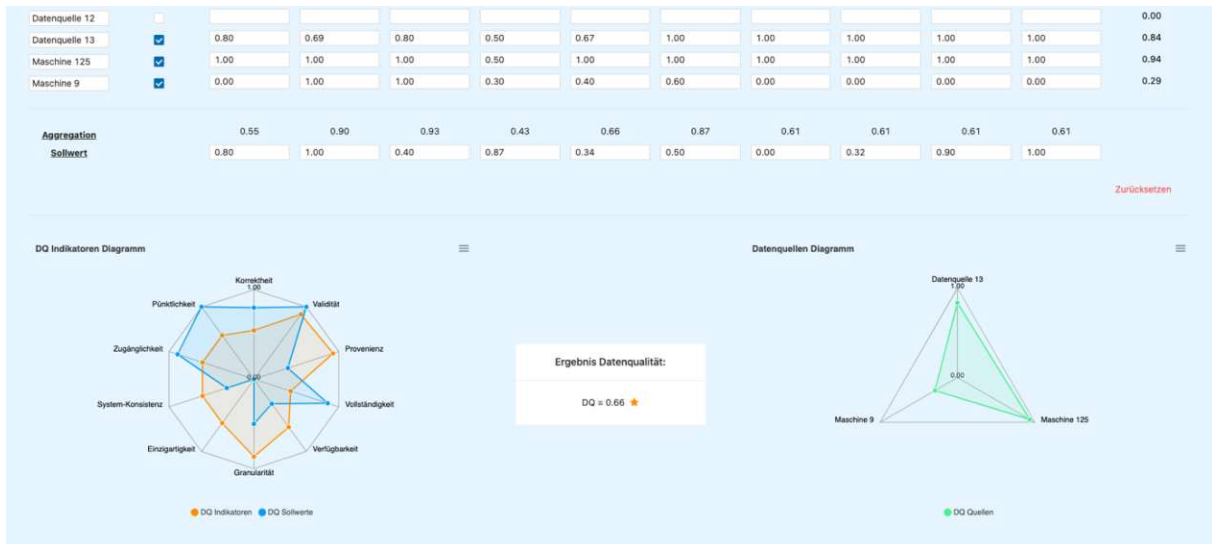 Datenquelle 12 0.00
Datenquelle 13 0.80 0.69 0.80 0.50 0.67 1.00 1.00 1.00 1.00 1.00 0.84
Maschine 125 1.00 1.00 1.00 0.50 1.00 1.00 1.00 1.00 1.00 1.00 0.94
Maschine 9 0.00 1.00 1.00 0.30 0.40 0.60 0.00 0.00 0.00 0.00 0.29
Aggregation 0.55 0.90 0.93 0.43 0.66 0.87 0.61 0.61 0.61 0.61
Sollwert 0.80 1.00 0.40 0.87 0.34 0.50 0.00 0.32 0.90 1.00
Zurücksetzen
DQ Indikatoren Diagramm
Korrektheit
1.00
Pünktlichkeit
Validität
Zugänglichkeit
Provenienz
0.00
System-Konsistenz
Vollständigkeit
Einzigartigkeit
Verfügbarkeit
Granularität
DQ Indikatoren DQ Sollwerte
Ergebnis Datenqualität:
DQ = 0.66
Datenquellen Diagramm
Datenquelle 13
1.00
0.00
Maschine 9
Maschine 125
DQ Quellen